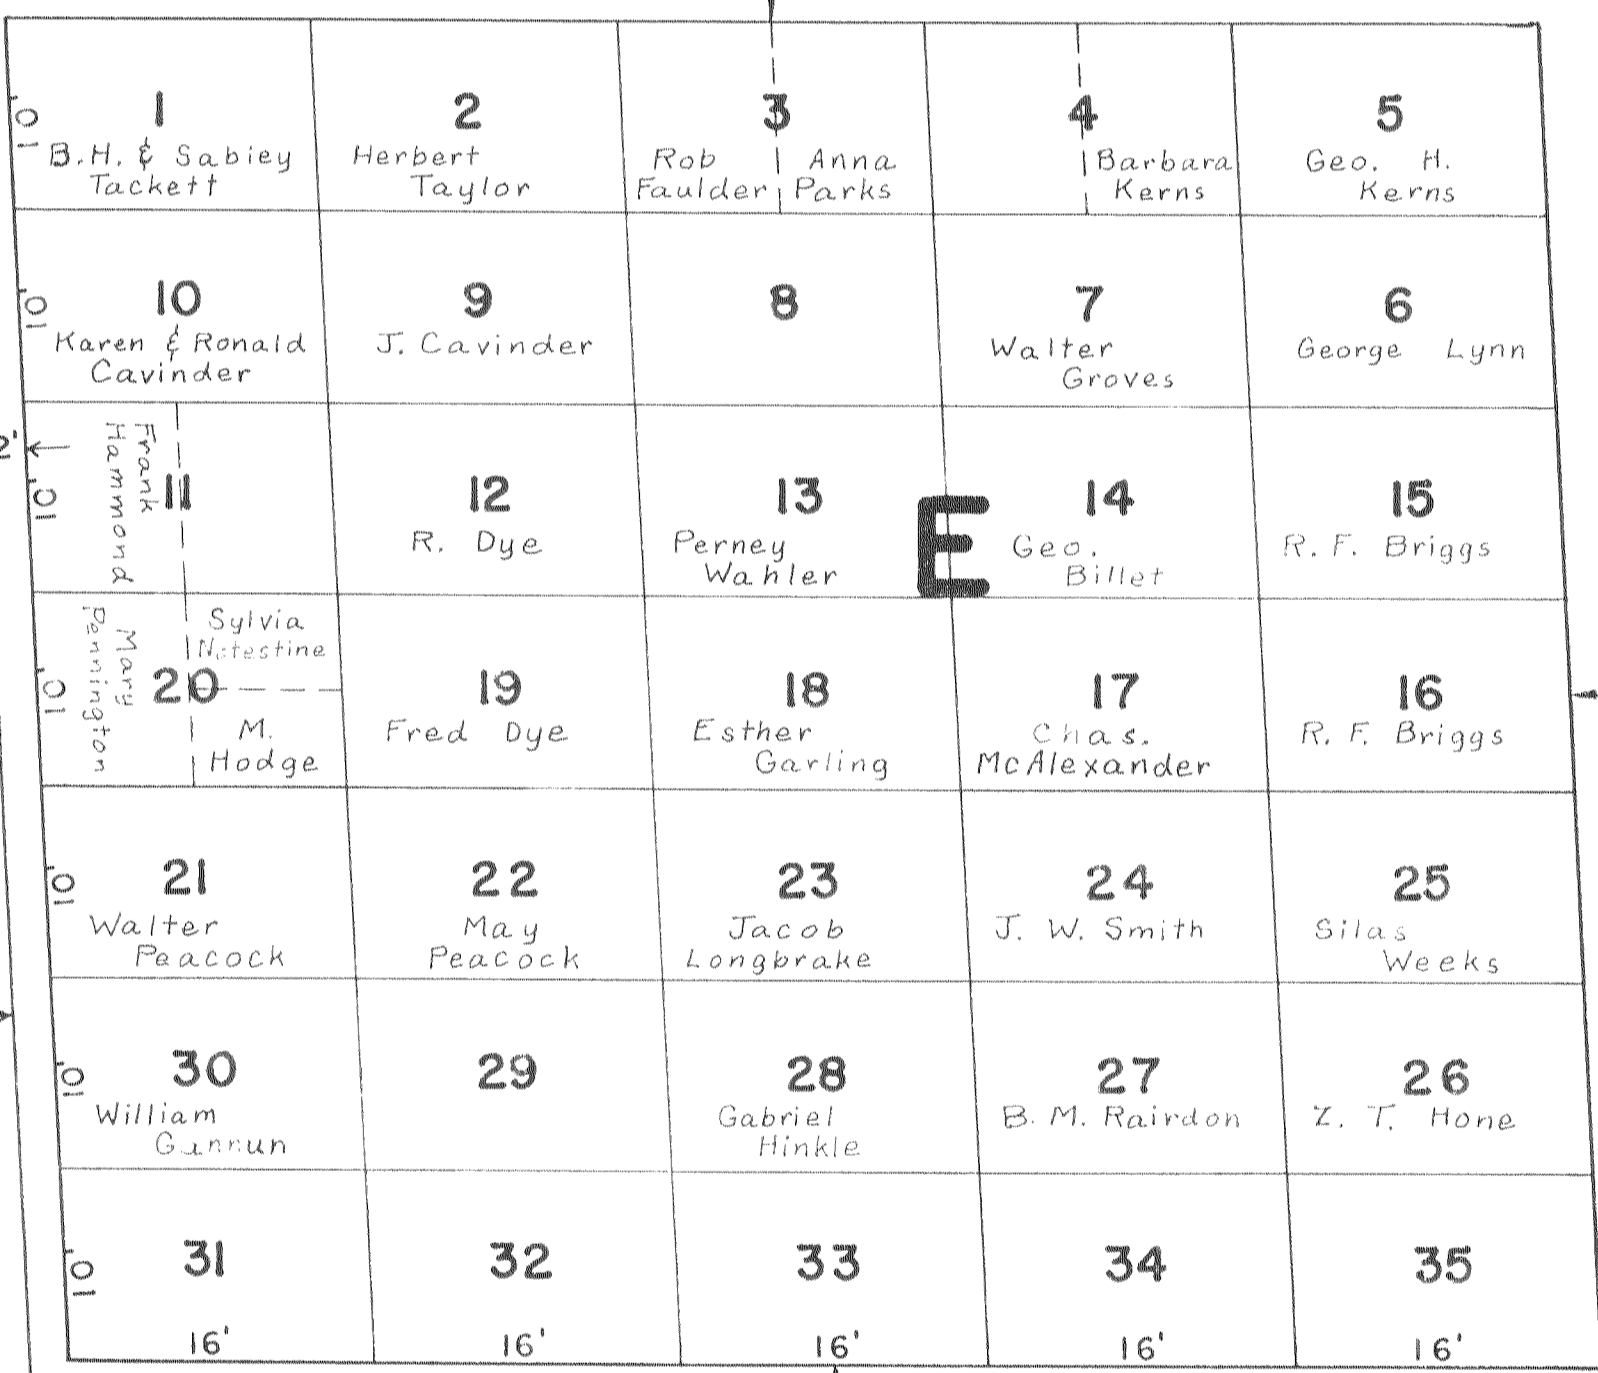 1
B.H. & Sabiey
Tackett
2
Herbert
Taylor
3
Rob
Faulder
Anna
Parks
4
Barbara
Kerns
5
Geo. H.
Kerns
10'
10
Karen & Ronald
Cavinder
9
J. Cavinder
8
7
Walter
Groves
6
George Lynn
10'
2'
11
Frank
Hammond
12
R. Dye
13
Perney
Wahler
E
14
Geo.
Billet
15
R. F. Briggs
10'
20
Mary
Pennington
Sylvia
M.
Hodge
19
Fred Dye
18
Esther
Garling
17
Chas.
McAlexander
16
R. F. Briggs
10'
21
Walter
Peacock
22
May
Peacock
23
Jacob
Longbrake
24
J. W. Smith
25
Silas
Weeks
10'
30
William
29
28
Gabriel
Hinkle
27
B. M. Rairdon
26
Z. T. Hone
10'
31
32
33
34
35
10'
16'
16'
16'
16'
16'